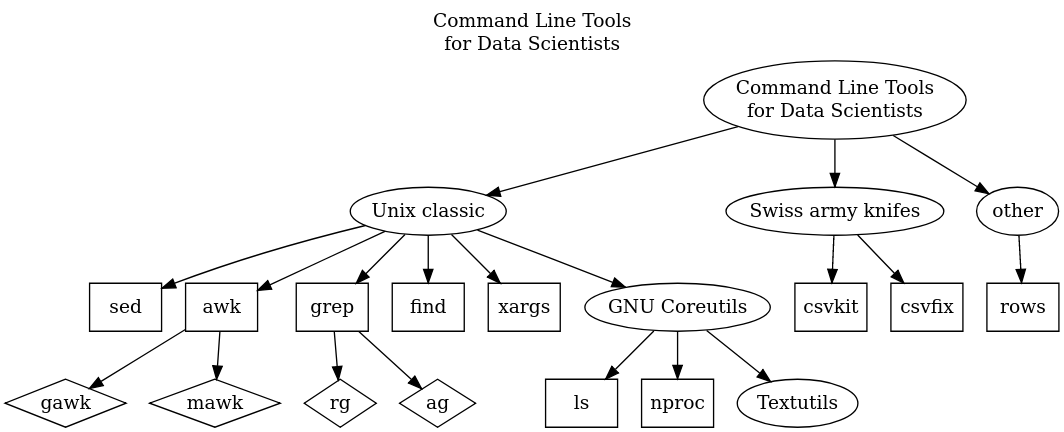 Command Line Tools
for Data Scientists
Command Line Tools
for Data Scientists
Unix classic
Swiss army knifes
other
sed
awk
grep
find
xargs
GNU Coreutils
csvkit
csvfix
rows
gawk
mawk
rg
ag
ls
nproc
Textutils